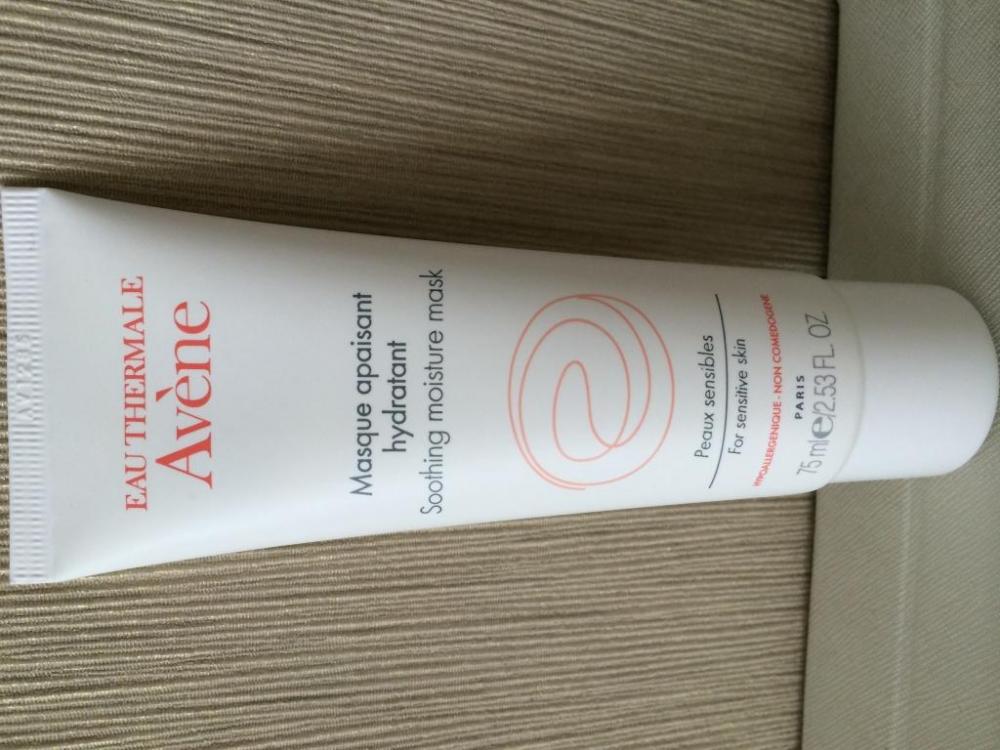 EAU THERMALE
Avène
Masque apaisant
hydratant
Soothing moisture mask
Peaux sensibles
For sensitive skin
HYPOALLERGENIQUE - NON COMEDOGENE
PARIS
75 ml e/2.53 FL. OZ